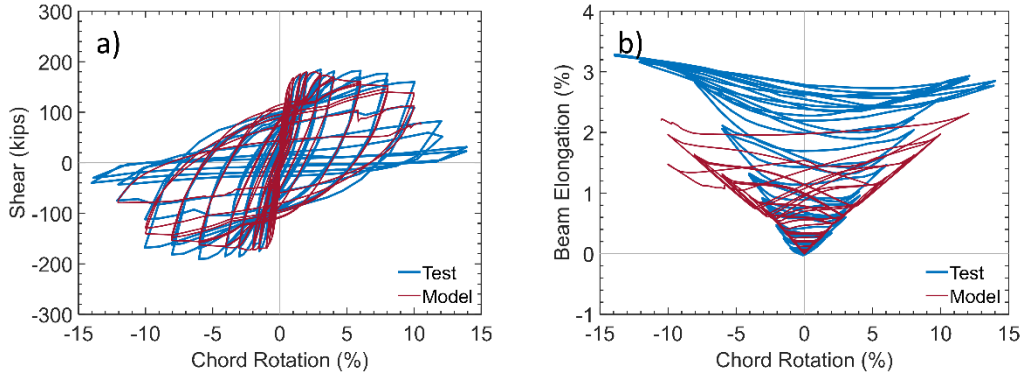 a)
Shear (kips)
300
200
100
0
-100
-200
-300
-15
-10
-5
0
5
10
15
Chord Rotation (%)
Test
Model
b)
Beam Elongation (%)
4
3
2
1
0
-1
-15
-10
-5
0
5
10
15
Chord Rotation (%)
Test
Model